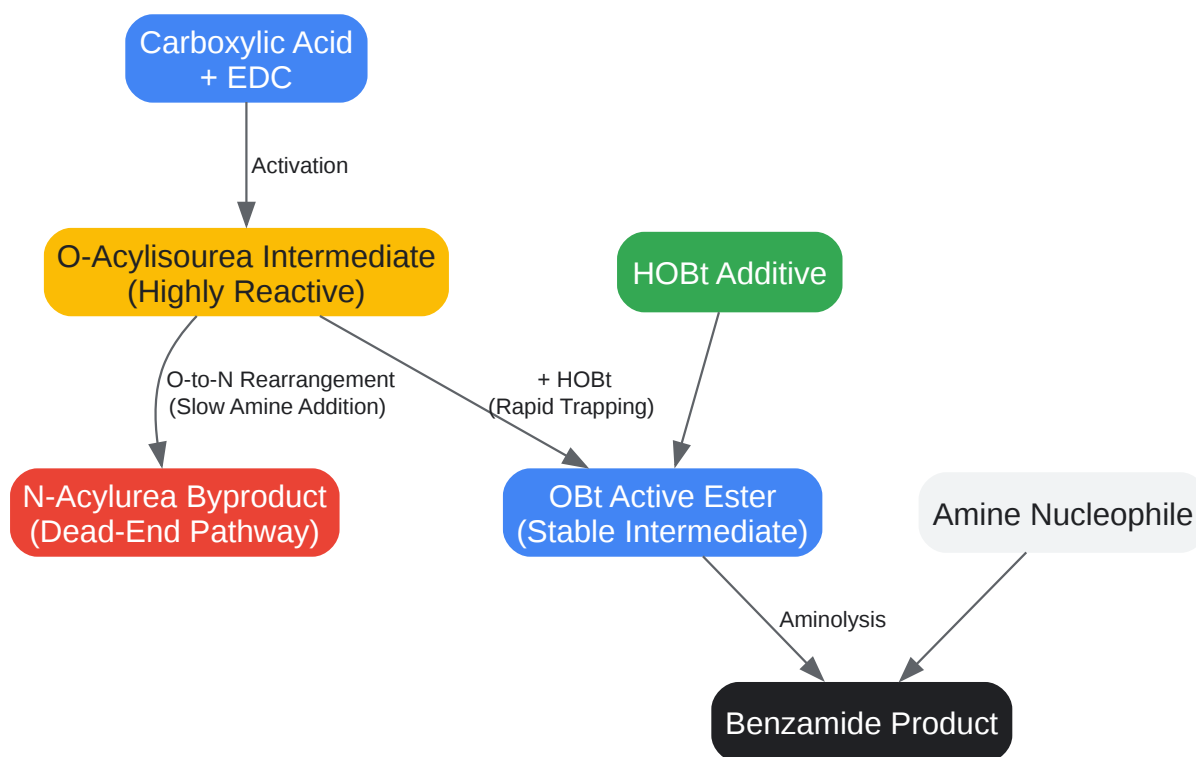 Carboxylic Acid
+ EDC
Activation
O-Acylisourea Intermediate
(Highly Reactive)
HOBt Additive
O-to-N Rearrangement
(Slow Amine Addition)
+ HOBt
(Rapid Trapping)
N-Acylurea Byproduct
(Dead-End Pathway)
OBt Active Ester
(Stable Intermediate)
Amine Nucleophile
Aminolysis
Benzamide Product